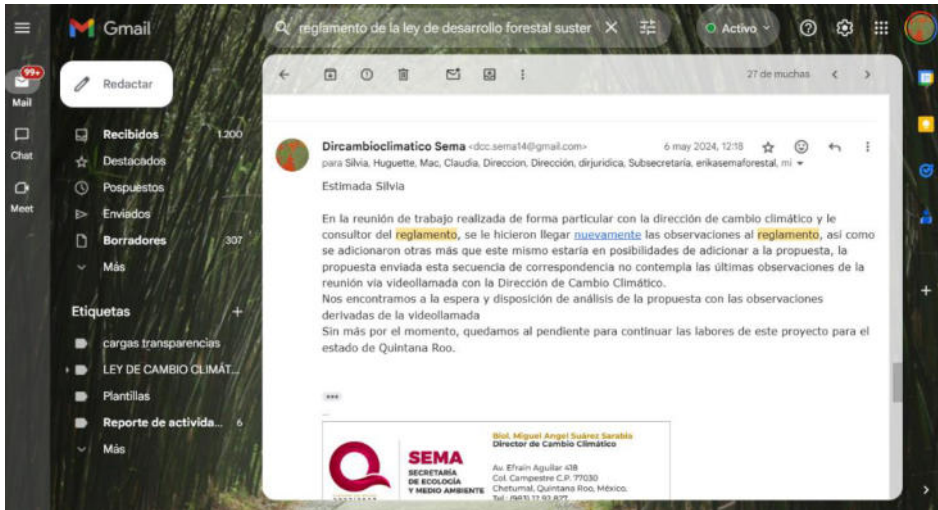 Gmail
reglamento de la ley de desarrollo forestal suster
Activo
99+
Mail
Chat
Meet
Redactar
Recibidos 1.200
Destacados
Pospuestos
Enviados
Borradores 307
Más
Etiquetas
cargas transparencias
LEY DE CAMBIO CLIMÁT...
Plantillas
Reporte de activida... 6
Más
27 de muchas
Dircambioclimatico Sema <dcc.sema14@gmail.com> 6 may 2024, 12:18
para Silvia, Huguette, Mac, Claudia, Direccion, Dirección, dirjuridica, Subsecretaría, erikasemaforestal, mi
Estimada Silvia
En la reunión de trabajo realizada de forma particular con la dirección de cambio climático y le
consultor del reglamento, se le hicieron llegar nuevamente las observaciones al reglamento, así como
se adicionaron otras más que este mismo estaria en posibilidades de adicionar a la propuesta, la
propuesta enviada esta secuencia de correspondencia no contempla las últimas observaciones de la
reunión via videollamada con la Dirección de Cambio Climático.
Nos encontramos a la espera y disposición de análisis de la propuesta con las observaciones
derivadas de la videollamada
Sin más por el momento, quedamos al pendiente para continuar las labores de este proyecto para el
estado de Quintana Roo.
SEMA
SECRETARÍA
DE ECOLOGÍA
Y MEDIO AMBIENTE
Biol. Miguel Angel Suárez Sarabia
Director de Cambio Climático
Av. Efraín Aguilar 418
Col. Campestre C.P. 77030
Chetumal, Quintana Roo, México.